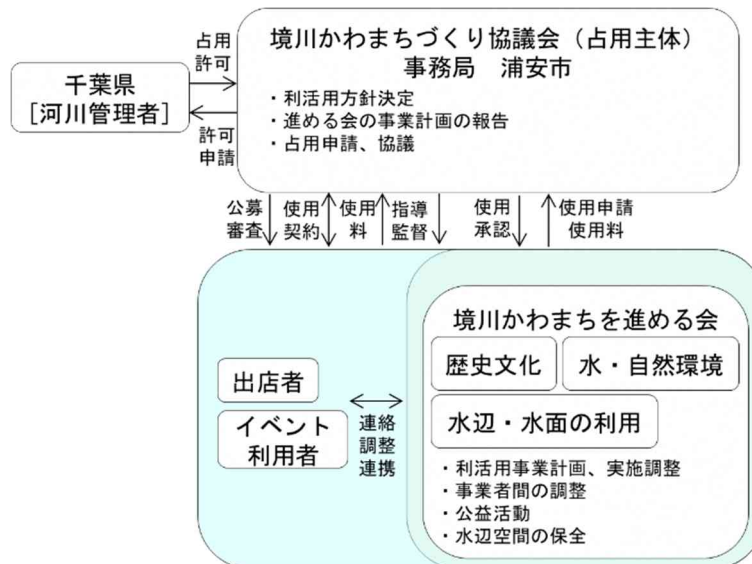 境川かわまちづくり協議会（占用主体）
事務局　浦安市
・利活用方針決定
・進める会の事業計画の報告
・占用申請、協議
占用
許可
千葉県
[河川管理者]
許可
申請
公募
審査
使用
契約
使用
料
指導
監督
使用
承認
使用申請
使用料
境川かわまちを進める会
歴史文化
水・自然環境
水辺・水面の利用
・利活用事業計画、実施調整
・事業者間の調整
・公益活動
・水辺空間の保全
出店者
イベント
利用者
連絡
調整
連携